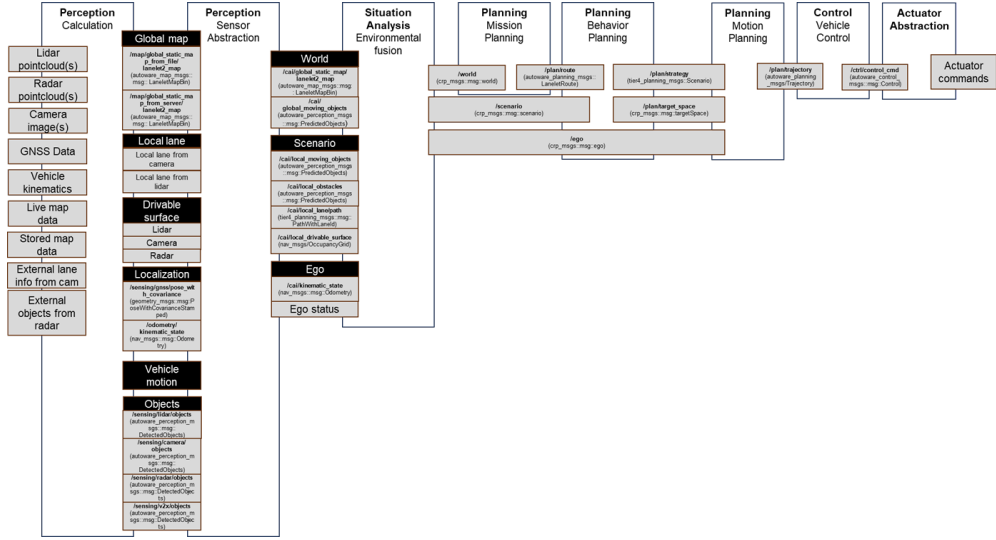 Perception
Calculation
Lidar
pointcloud(s)
Radar
pointcloud(s)
Camera
image(s)
GNSS Data
Vehicle
kinematics
Live map
data
Stored map
data
External lane
info from cam
External
objects from
radar
Perception
Sensor
Abstraction
Global map
/map/global_static_ma
p_from_file/
lanelet2_map
(autoware_map_msgs::
msg::LaneletMapBin)
/map/global_static_ma
p_from_server/
lanelet2_map
(autoware_map_msgs::
msg::LaneletMapBin)
Local lane
Local lane from
camera
Local lane from
lidar
Drivable
surface
Lidar
Camera
Radar
Localization
/sensing/gnss/pose_wit
h_covariance
(geometry_msgs::msg::P
oseWithCovarianceStam
ped)
/odometry/
kinematic_state
(nav_msgs::msg::Odome
try)
Vehicle
motion
Objects
/sensing/lidar/objects
(autoware_perception_m
sgs::msg::
DetectedObjects)
/sensing/camera/
objects
(autoware_perception_m
sgs::msg::
DetectedObjects)
/sensing/radar/objects
(autoware_perception_m
sgs::msg::DetectedObjec
ts)
/sensing/v2x/objects
(autoware_perception_m
sgs::msg::DetectedObjec
ts)
Situation
Analysis
Environmental
fusion
World
/cai/global_static_map/
lanelet2_map
(autoware_map_msgs::msg
::LaneletMapBin)
/cai/
global_moving_objects
(autoware_perception_msgs
::msg::PredictedObjects)
Scenario
/cai/local_moving_objects
(autoware_perception_msgs
::msg::PredictedObjects)
/cai/local_obstacles
(autoware_perception_msgs
::msg::PredictedObjects)
/cai/local_lane/path
(tier4_planning_msgs::msg::
PathWithLaneId)
/cai/local_drivable_surface
(nav_msgs/OccupancyGrid)
Ego
/cai/kinematic_state
(nav_msgs::msg::Odometry)
Ego status
Planning
Mission
Planning
/world
(crp_msgs::msg::world)
/scenario
(crp_msgs::msg::scenario)
/ego
(crp_msgs::msg::ego)
Planning
Behavior
Planning
/plan/route
(autoware_planning_msgs::
LaneletRoute)
/plan/strategy
(tier4_planning_msgs::Scenario)
/plan/target_space
(crp_msgs::msg::targetSpace)
Planning
Motion
Planning
/plan/trajectory
(autoware_planning
_msgs/Trajectory)
Control
Vehicle
Control
/ctrl/control_cmd
(autoware_control_
msgs::msg::Control)
Actuator
Abstraction
Actuator
commands